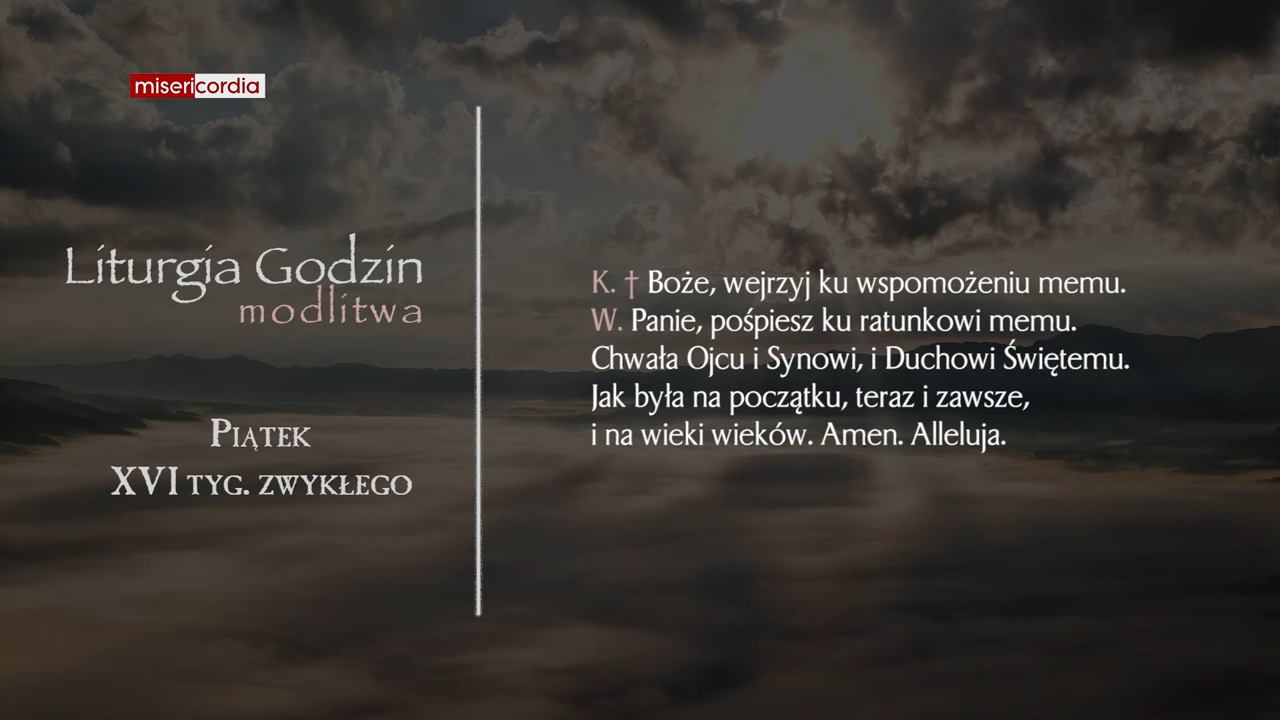 misericordia
Liturgia Godzin
modlitwa
Piątek
XVI tyg. zwykłego
K. † Boże, wejrzyj ku wspomożeniu memu.
W. Panie, pośpiesz ku ratunkowi memu.
Chwała Ojcu i Synowi, i Duchowi Świętemu.
Jak była na początku, teraz i zawsze,
i na wieki wieków. Amen. Alleluja.